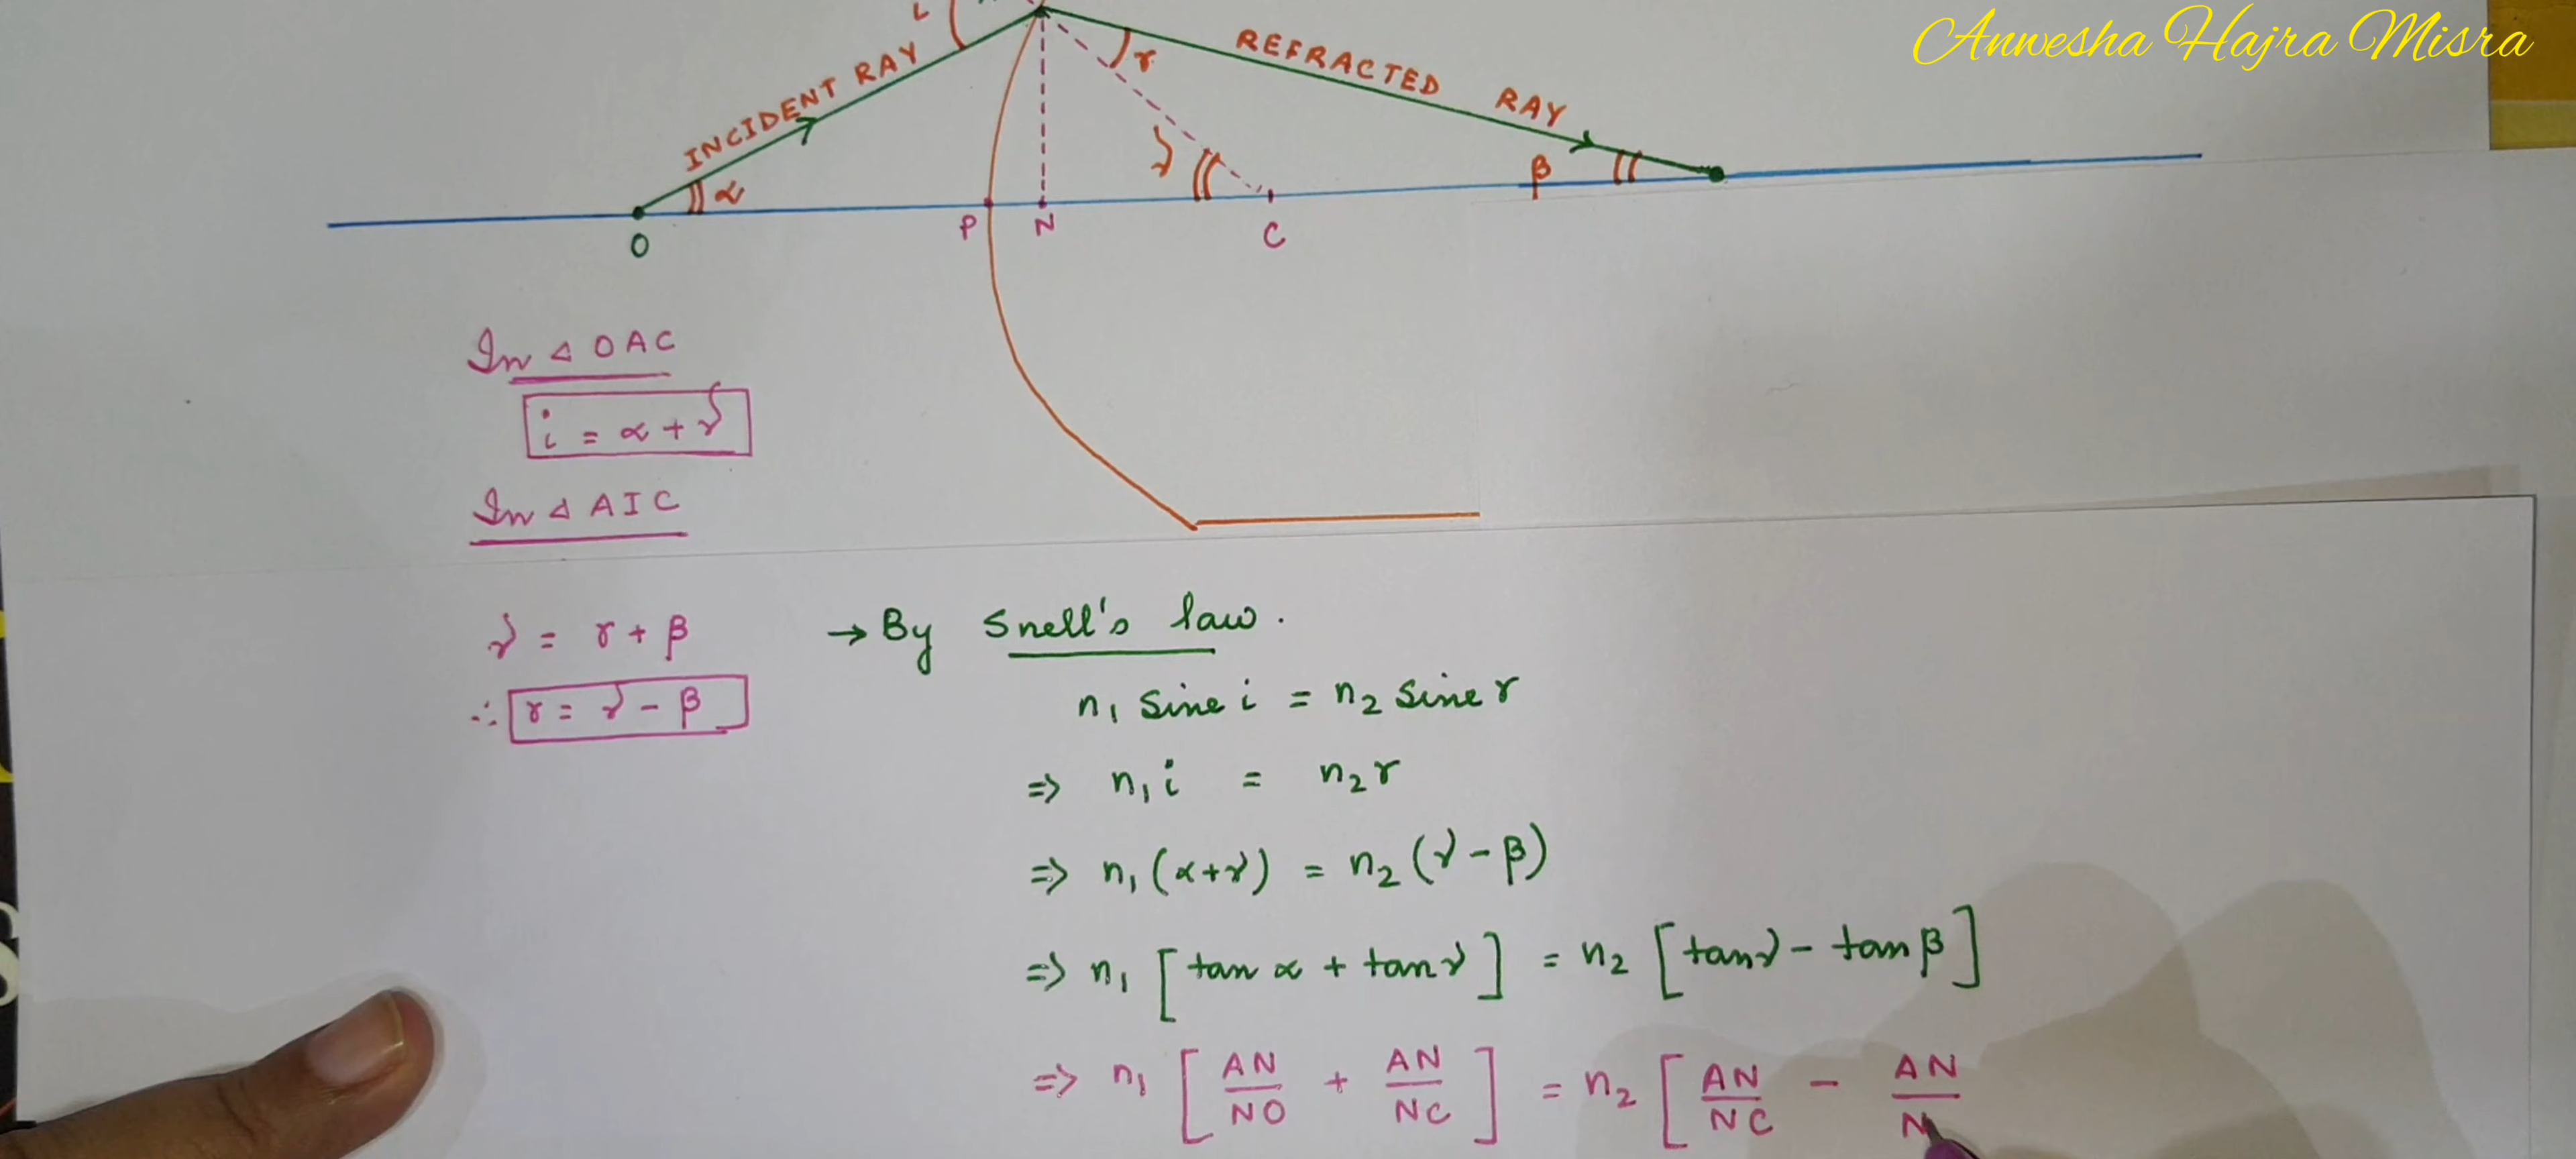 Anwesha Hajra Misra
i
INCIDENT RAY
r
REFRACTED RAY
α
γ
β
O
P
N
C
In △ OAC
i = α + γ
In △ AIC
γ = r + β
∴ r = γ - β
→ By Snell's law.
n₁ sine i = n₂ sine r
⇒ n₁ i = n₂ r
⇒ n₁ (α+γ) = n₂ (γ - β)
⇒ n₁ [tan α + tan γ] = n₂ [tan γ - tan β]
⇒ n₁ [AN/NO + AN/NC] = n₂ [AN/NC - AN/N